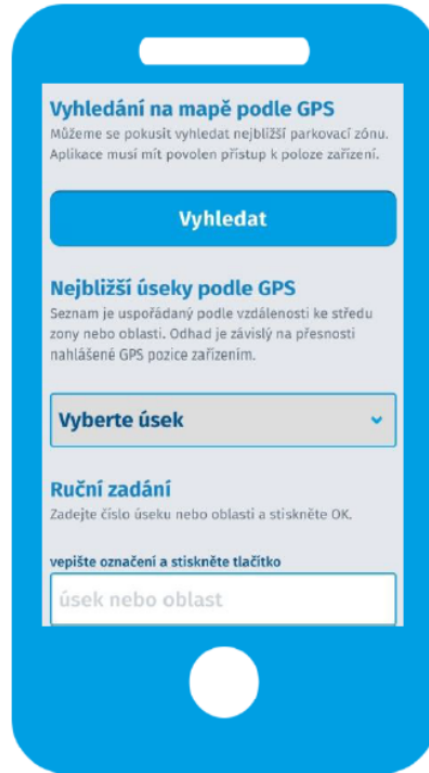 Vyhledání na mapě podle GPS
Můžeme se pokusit vyhledat nejbližší parkovací zónu.
Aplikace musí mít povolen přístup k poloze zařízení.
Vyhledat
Nejbližší úseky podle GPS
Seznam je uspořádaný podle vzdálenosti ke středu
zony nebo oblasti. Odhad je závislý na přesnosti
nahlášené GPS pozice zařízením.
Vyberte úsek
Ruční zadání
Zadejte číslo úseku nebo oblasti a stiskněte OK.
vepište označení a stiskněte tlačítko
úsek nebo oblast